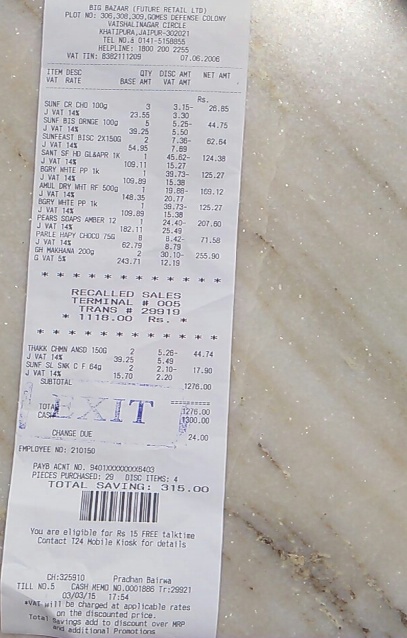 BIG BAZAAR (FUTURE RETAIL LTD)
PLOT NO: 306,308,309,GOMES DEFENSE COLONY
VAISHALINAGAR CIRCLE
KHATIPURA,JAIPUR-302021
TEL NO.â 0141-5158855
HELPLINE: 1800 200 2255
VAT TIN: 8382111209 07.06.2006
ITEM DESC QTY DISC AMT NET AMT
VAT RATE BASE AMT VAT AMT
Rs.
SUNF CR CHO 100g 3 3.15- 26.85
J VAT 14% 23.55 3.30
SUNF BIS ORNGE 100g 5 5.25- 44.75
J VAT 14% 39.25 5.50
SUNFEAST BISC 2X150G 2 7.36- 62.64
J VAT 14% 54.95 7.69
SANT SF HD GL&APR 1K 1 45.62- 124.38
J VAT 14% 109.11 15.27
BGRY WHTE PP 1k 1 39.73- 125.27
J VAT 14% 109.89 15.38
AMUL DRY WHT RF 500g 1 19.88- 169.12
J VAT 14% 148.35 20.77
BGRY WHTE PP 1k 1 39.73- 125.27
J VAT 14% 109.89 15.38
PEARS SOAPS AMBER 12 1 24.40- 207.60
J VAT 14% 182.11 25.49
PARLE HAPY CHOCO 75G 8 8.42- 71.58
J VAT 14% 62.79 8.79
GH MAKHANA 200g 2 30.10- 255.90
G VAT 5% 243.71 12.19
* * * * * * * * * * * *
RECALLED SALES
TERMINAL # 005
TRANS # 29919
* 1118.00 Rs. *
* * * * * * * * * * * *
THAKK CHMN ANSD 150G 2 5.26- 44.74
J VAT 14% 39.25 5.49
SUNF SL SNK C F 64g 2 2.10- 17.90
J VAT 14% 15.70 2.20
SUBTOTAL 1276.00
EXIT
TOTAL 1276.00
CASH 1300.00
CHANGE DUE 24.00
EMPLOYEE NO: 210150
PAYB ACNT NO. 9401XXXXXXXX8403
PIECES PURCHASED: 29 DISC ITEMS: 4
TOTAL SAVING: 315.00
You are eligible for Rs 15 FREE talktime
Contact T24 Mobile Kiosk for details
CH:325910 Pradhan Bairwa
TILL NO.5 CASH MEMO NO.0001886 Tr:29921
03/03/15 17:54
*VAT will be charged at applicable rates
on the discounted price.
Total Savings add to discount over MRP
and additional Promotions